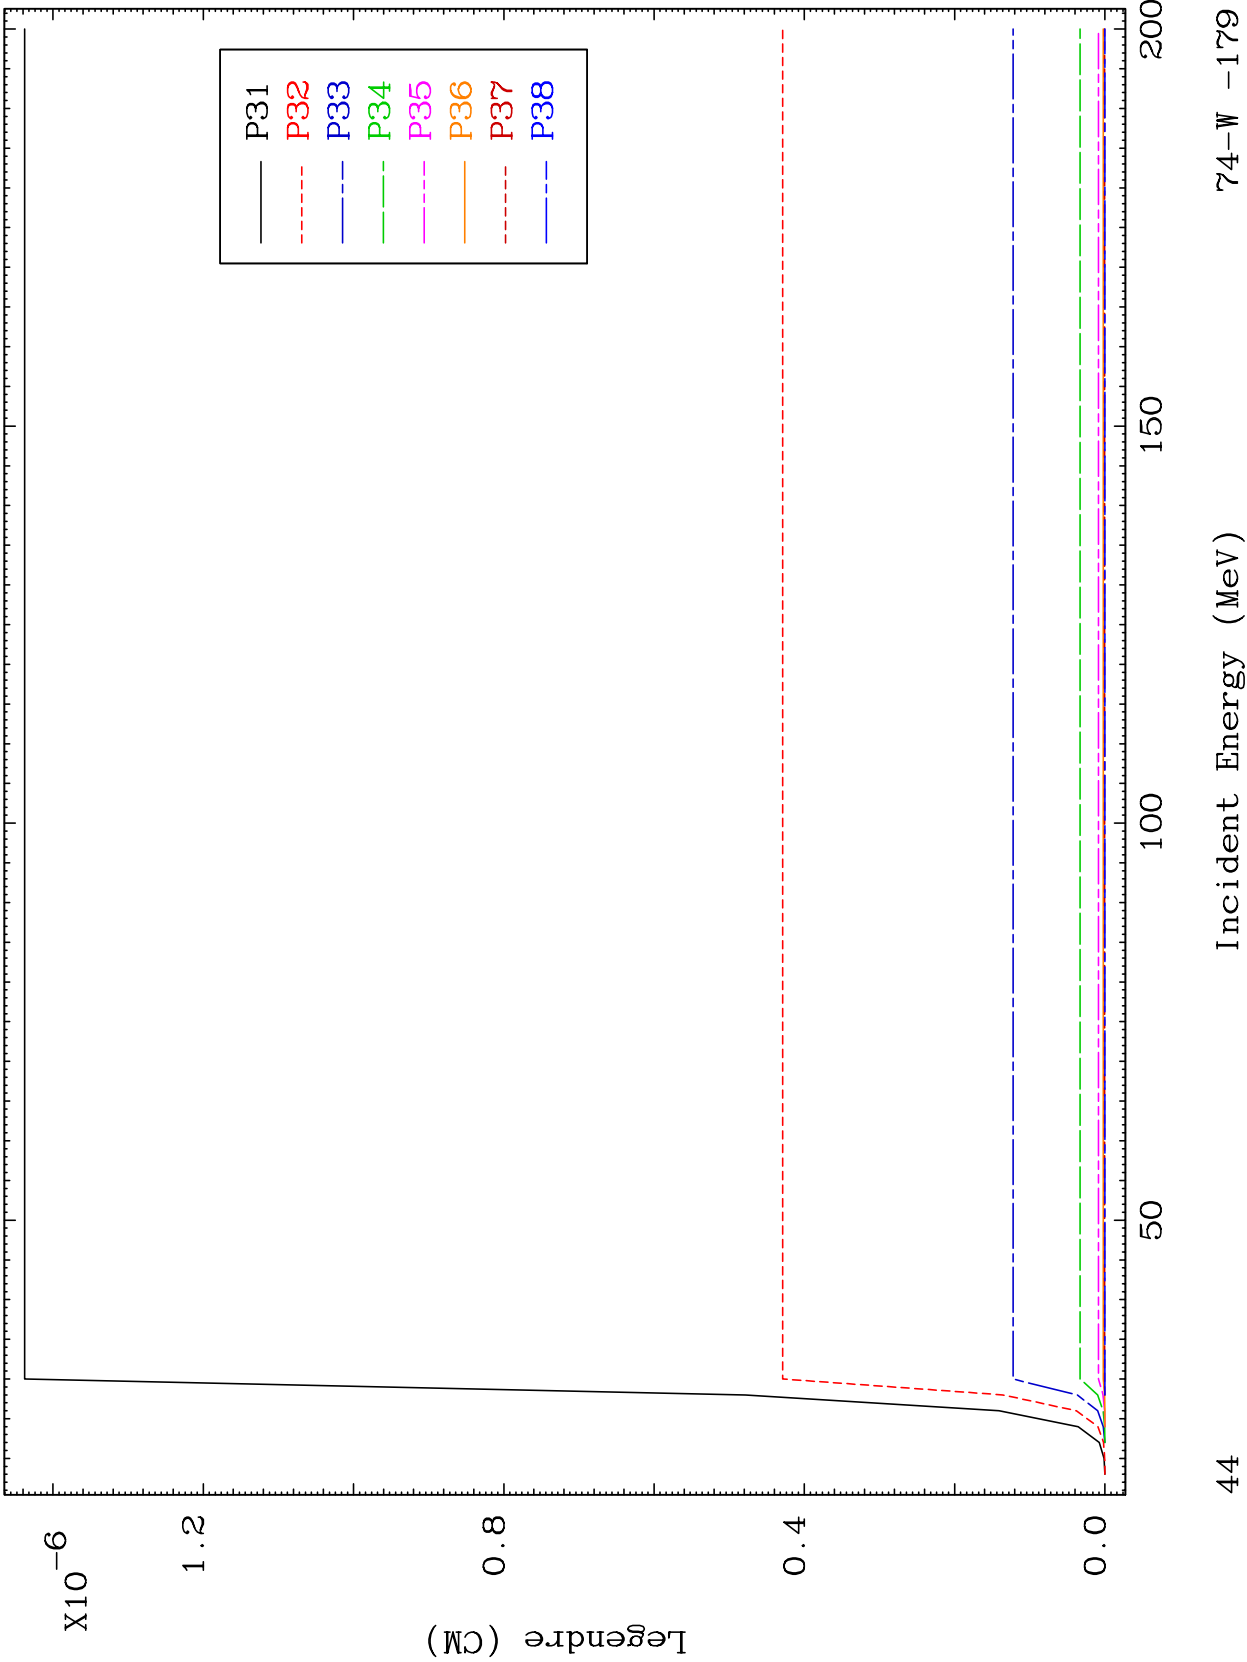 X10-6
Legendre (CM)
1.2
0.8
0.4
0.0
P31
P32
P33
P34
P35
P36
P37
P38
50
100
150
200
44
Incident Energy (MeV)
74-W -179